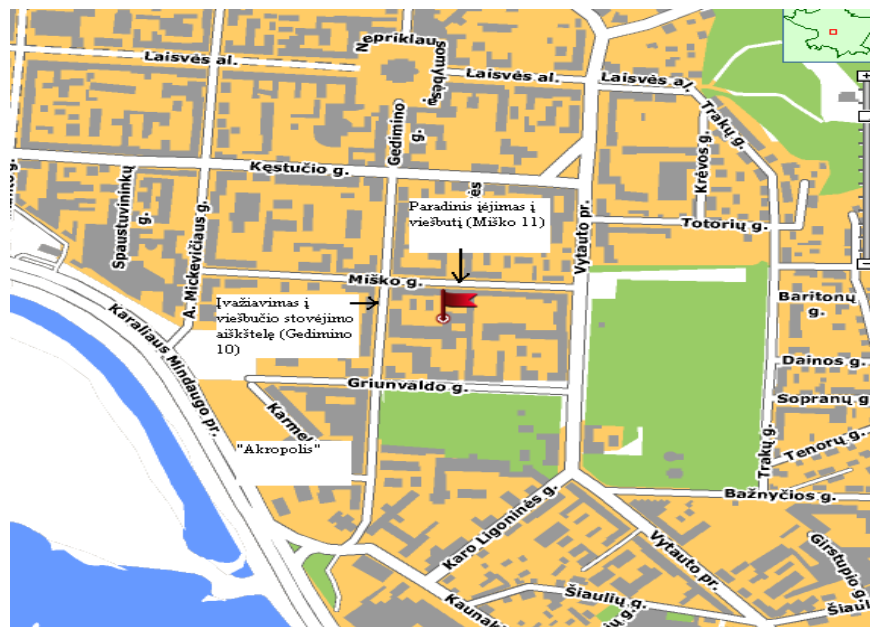 Nepriklau
somybės
Laisvės al.
Laisvės al.
Laisvės al.
Trakų g.
Gedimino
g.
Kęstučio g.
Krėvos g.
Spaustuvininkų
g.
A. Mickevičiaus g.
ės
Paradinis įėjimas į
viešbutį (Miško 11)
Vytauto pr.
Totorių g.
Miško g.
Įvažiavimas į
viešbučio stovėjimo
aiškštelę (Gedimino
10)
Baritonų
g.
Karaliaus Mindaugo pr.
Griunvaldo g.
Dainos g.
Karmel
Sopranų g.
"Akropolis"
Trakų g.
Tenorų g.
Bažnyčios g.
Karo Ligoninės g.
Vytauto pr.
Girstupio g.
Šiaulių g.
Kaunak
ių g.
Šiaul